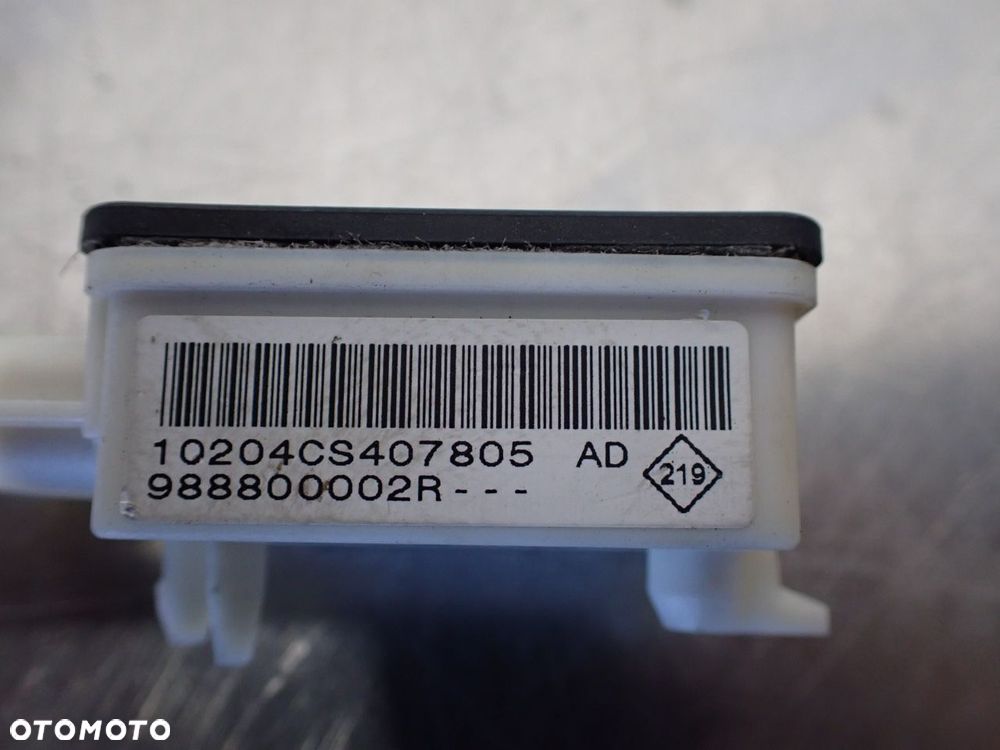 10204CS407805 AD 219
988800002R---
OTOMOTO